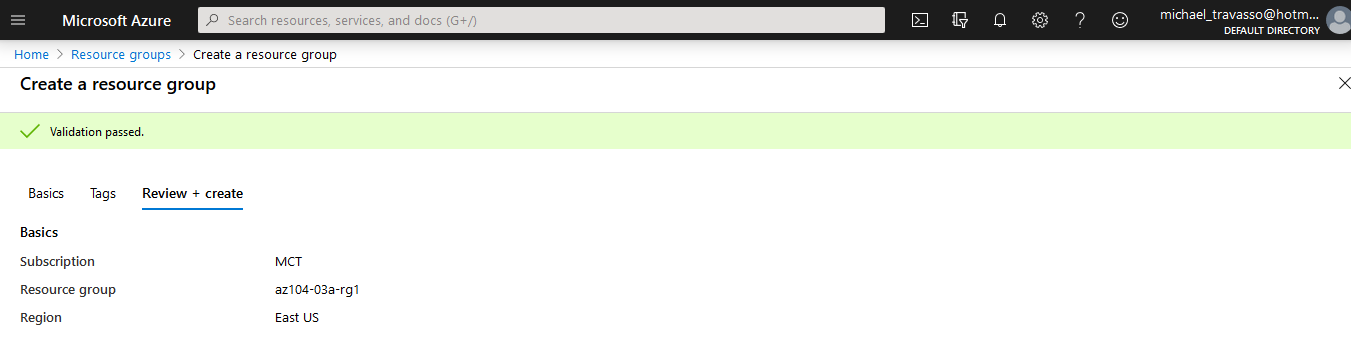 Microsoft Azure Search resources, services, and docs (G+/) michael_travasso@hotm...
DEFAULT DIRECTORY
Home > Resource groups > Create a resource group
Create a resource group
Validation passed.
Basics Tags Review + create
Basics
Subscription MCT
Resource group az104-03a-rg1
Region East US